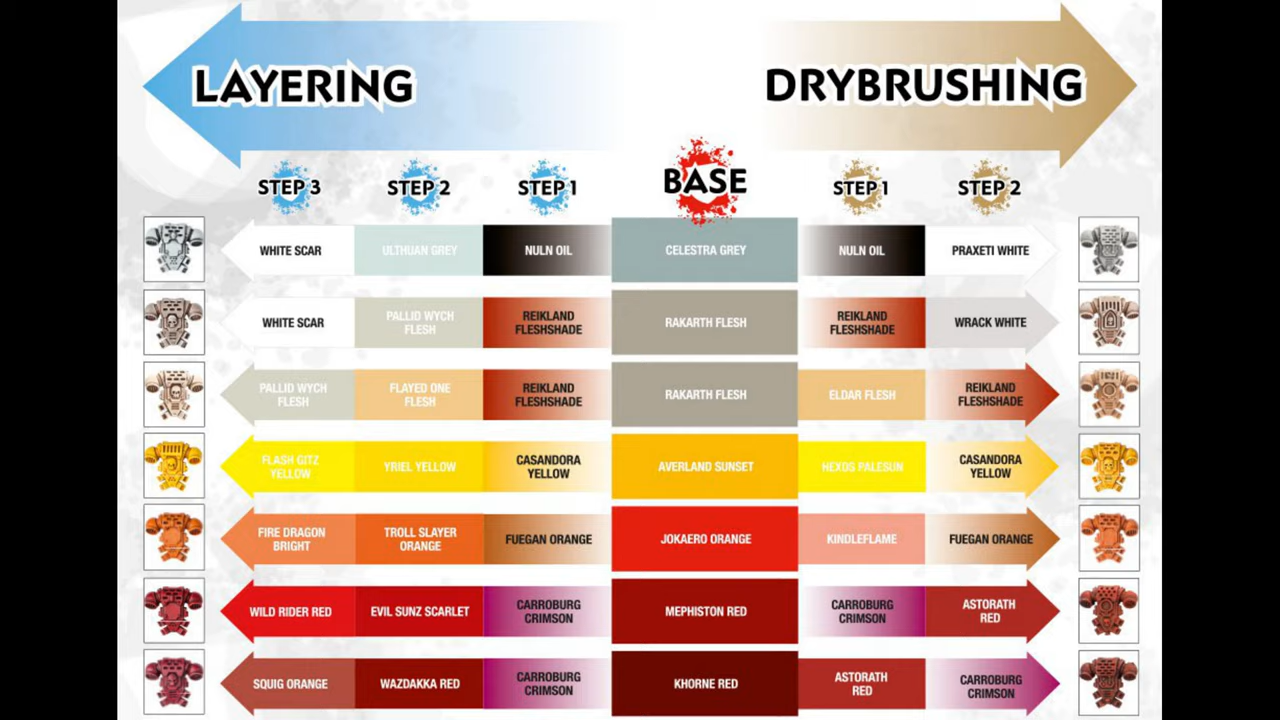 LAYERING
DRYBRUSHING
STEP 3
STEP 2
STEP 1
BASE
STEP 1
STEP 2
WHITE SCAR
ULTHUAN GREY
NULN OIL
CELESTRA GREY
NULN OIL
PRAXETI WHITE
WHITE SCAR
PALLID WYCH
FLESH
REIKLAND
FLESHSHADE
RAKARTH FLESH
REIKLAND
FLESHSHADE
WRACK WHITE
PALLID WYCH
FLESH
FLAYED ONE
FLESH
REIKLAND
FLESHSHADE
RAKARTH FLESH
ELDAR FLESH
REIKLAND
FLESHSHADE
FLASH GITZ
YELLOW
YRIEL YELLOW
CASANDORA
YELLOW
AVERLAND SUNSET
HEXOS PALESUN
CASANDORA
YELLOW
FIRE DRAGON
BRIGHT
TROLL SLAYER
ORANGE
FUEGAN ORANGE
JOKAERO ORANGE
KINDLEFLAME
FUEGAN ORANGE
WILD RIDER RED
EVIL SUNZ SCARLET
CARROBURG
CRIMSON
MEPHISTON RED
CARROBURG
CRIMSON
ASTORATH
RED
SQUIG ORANGE
WAZDAKKA RED
CARROBURG
CRIMSON
KHORNE RED
ASTORATH
RED
CARROBURG
CRIMSON